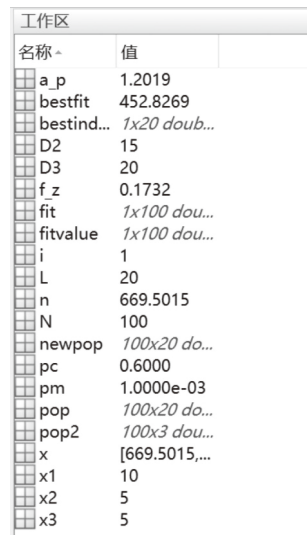 工作区
名称 值
a_p 1.2019
bestfit 452.8269
bestind... 1x20 doub...
D2 15
D3 20
f_z 0.1732
fit 1x100 dou...
fitvalue 1x100 dou...
i 1
L 20
n 669.5015
N 100
newpop 100x20 do...
pc 0.6000
pm 1.0000e-03
pop 100x20 do...
pop2 100x3 dou...
x [669.5015,...
x1 10
x2 5
x3 5